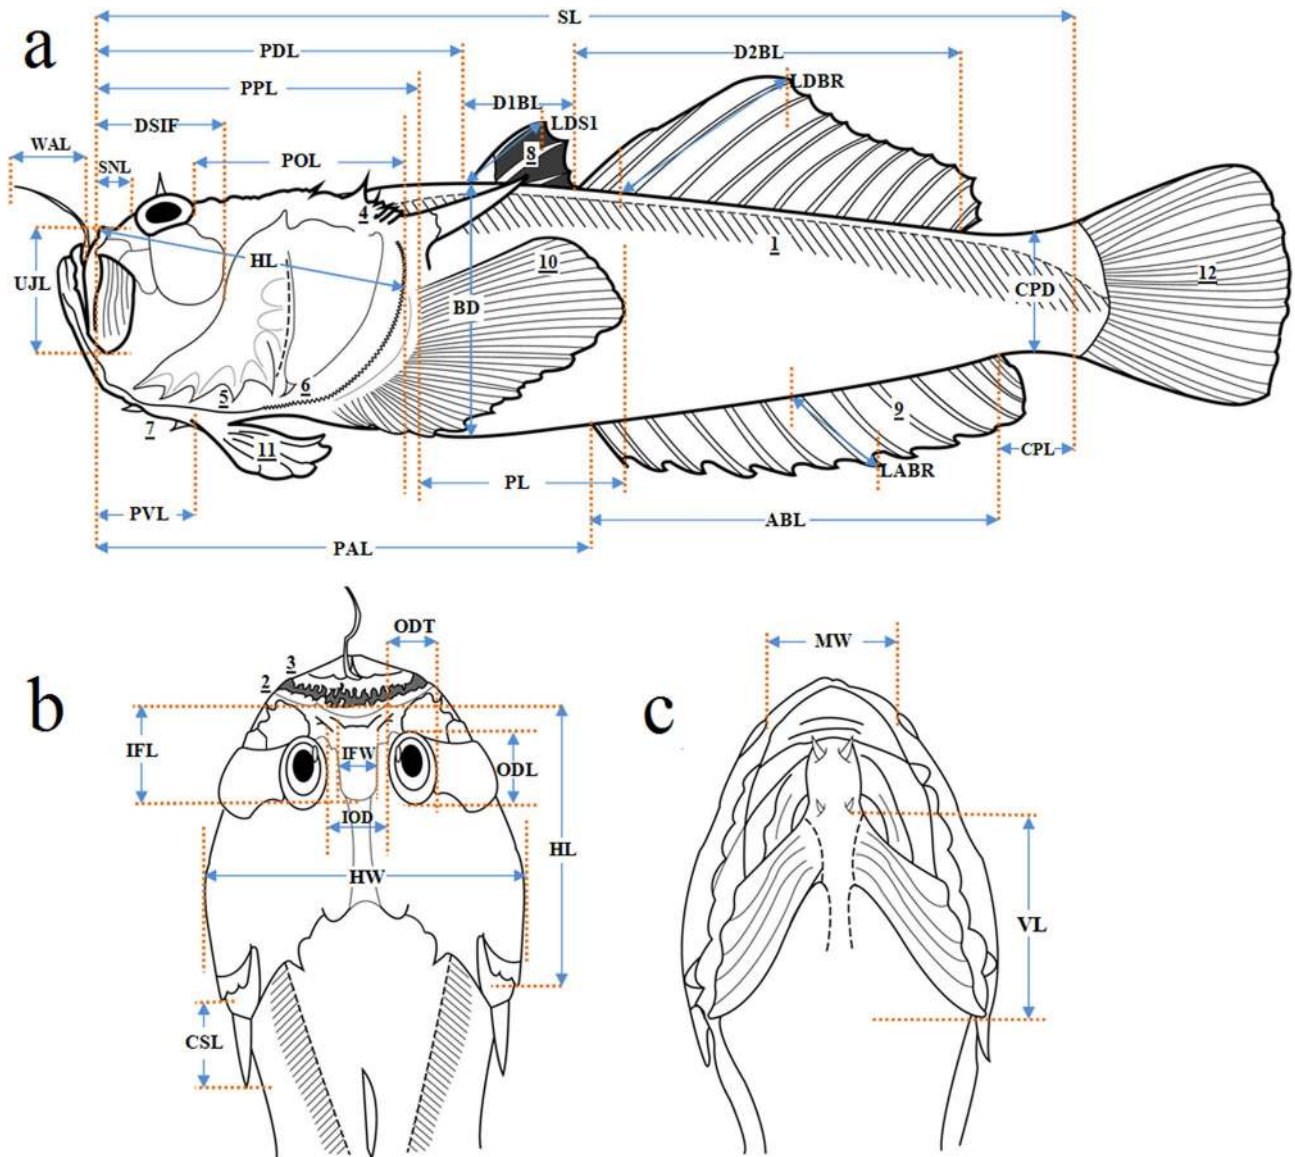 a
SL
PDL
D2BL
PPL
D1BL
LDBR
DSIF
LDS1
WAL
POL
SNL
8
4
1
HL
10
UJL
BD
CPD
12
5
6
9
7
11
CPL
PL
LABR
PVL
ABL
PAL
b
ODT
3
2
IFL
IFW
ODL
IOD
HL
HW
CSL
c
MW
VL